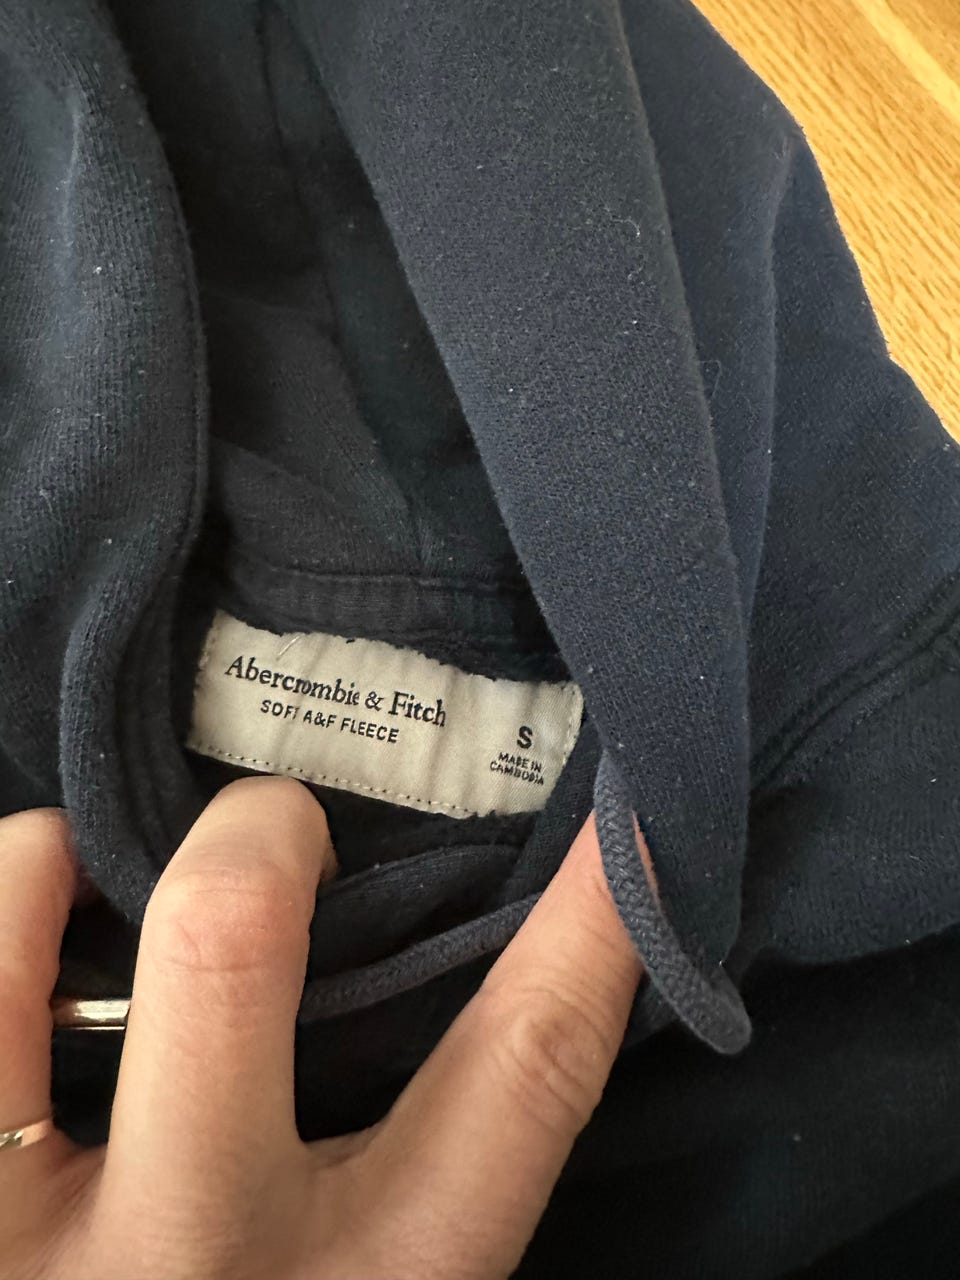 Abercrombie & Fitch
SOFT A&F FLEECE
S
MADE IN
CAMBODIA